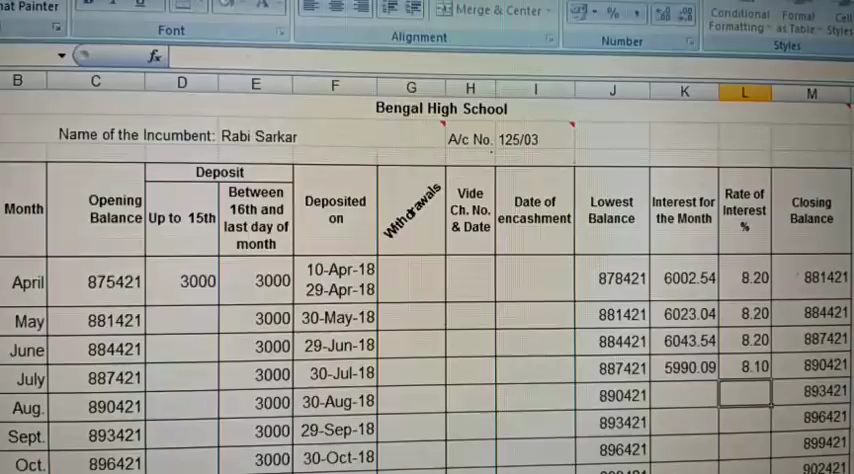 at Painter
Font
Merge & Center
Alignment
%
Number
Conditional Formatting
Format as Table
Cell Styles
Styles
fx
B C D E F G H I J K L M
Bengal High School
Name of the Incumbent: Rabi Sarkar A/c No. 125/03
Month Opening Balance Deposit Up to 15th Between 16th and last day of month Deposited on Withdrawals Vide Ch. No. & Date Date of encashment Lowest Balance Interest for the Month Rate of Interest % Closing Balance
April 875421 3000 3000 10-Apr-18 29-Apr-18 878421 6002.54 8.20 881421
May 881421 3000 30-May-18 881421 6023.04 8.20 884421
June 884421 3000 29-Jun-18 884421 6043.54 8.20 887421
July 887421 3000 30-Jul-18 887421 5990.09 8.10 890421
Aug. 890421 3000 30-Aug-18 890421 893421
Sept. 893421 3000 29-Sep-18 893421 896421
Oct. 896421 3000 30-Oct-18 896421 899421
902421